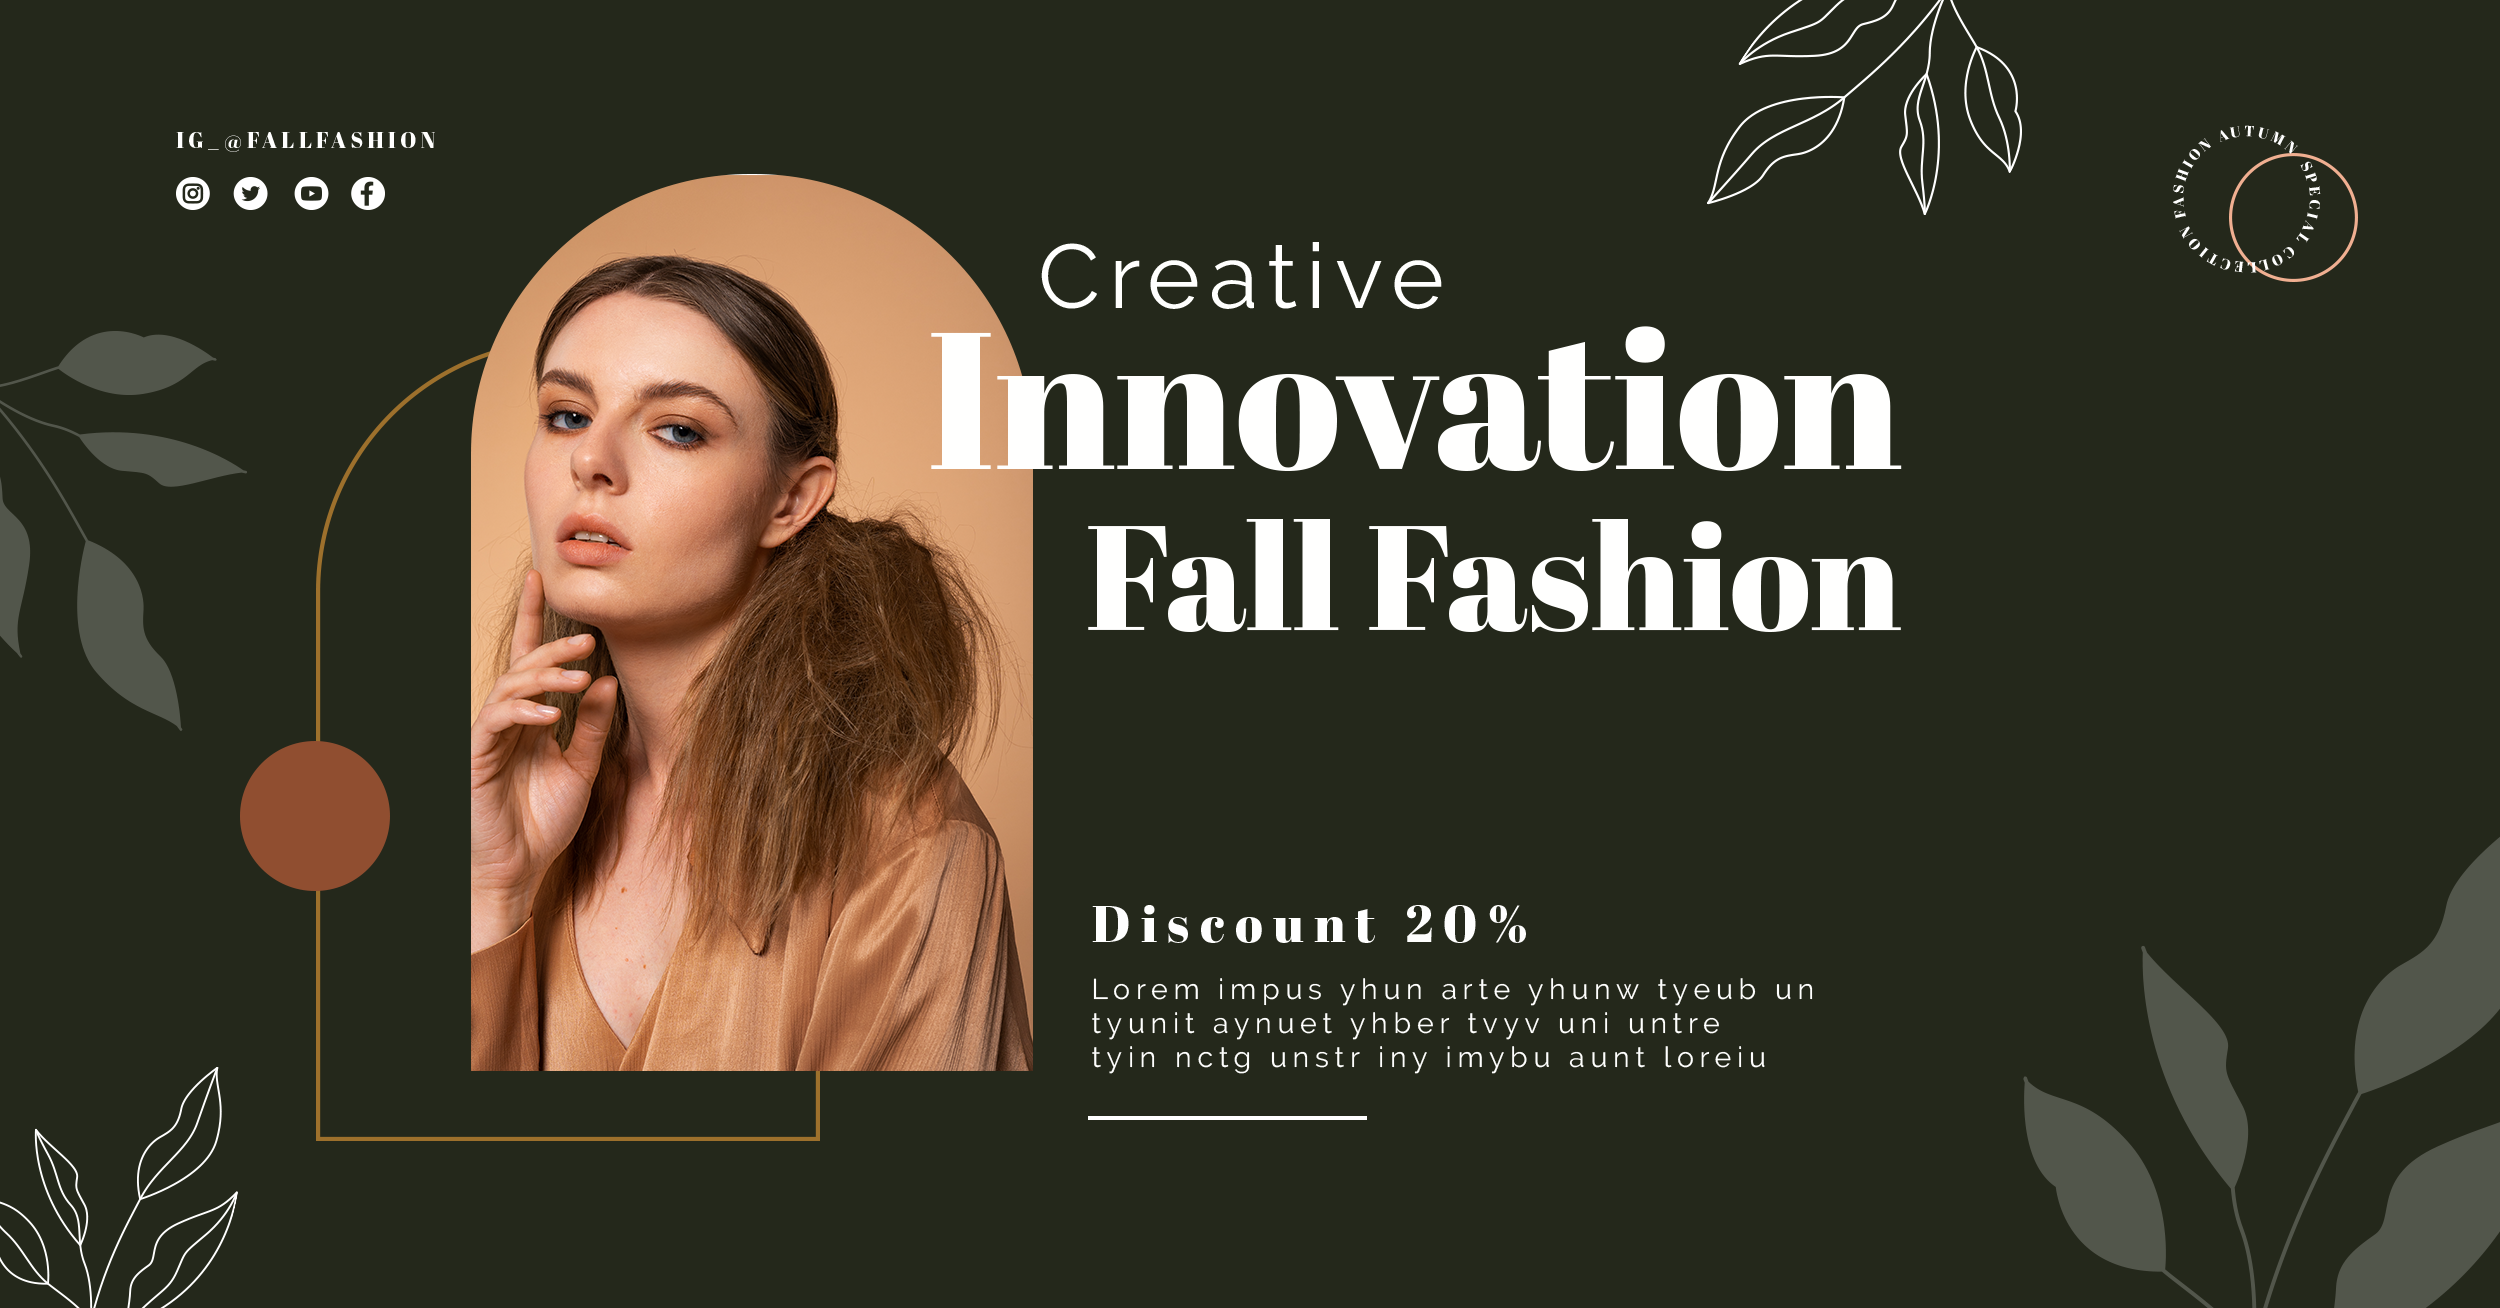 IG_@FALLFASHION
FASHION AUTUMN SPECIAL COLLECTION
Creative
Innovation
Fall Fashion
Discount 20%
Lorem impus yhun arte yhunw tyeub un
tyunit aynuet yhber tvyv uni untre
tyin nctg unstr iny imybu aunt loreiu